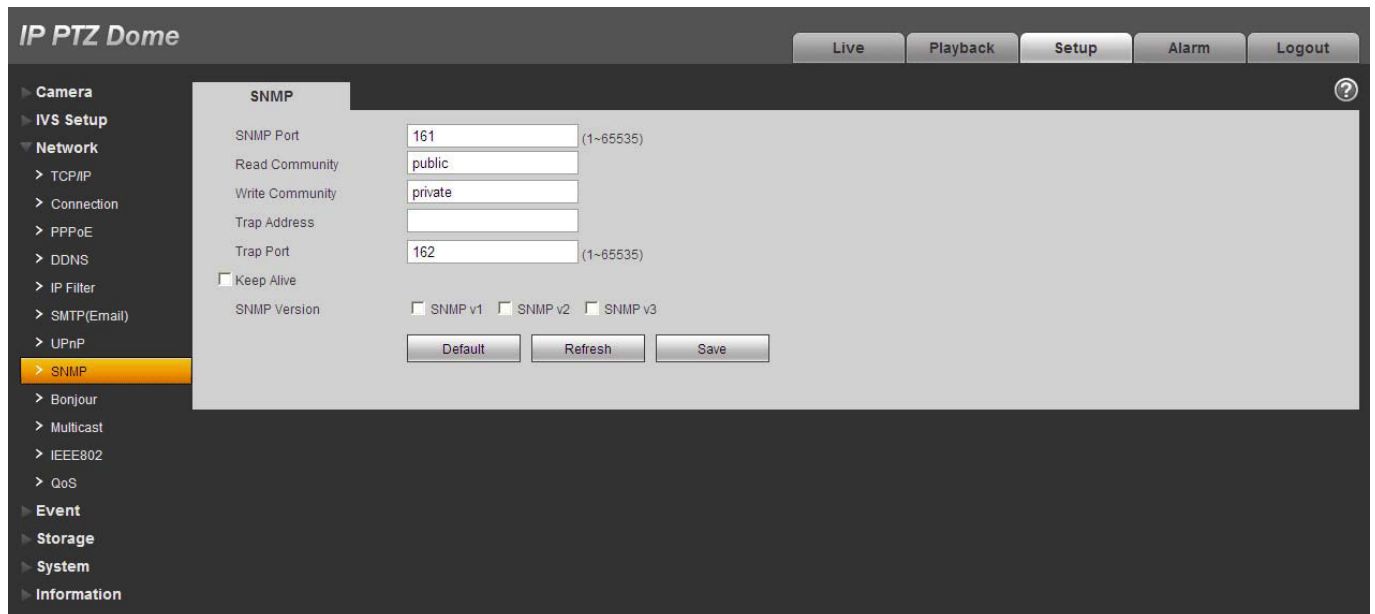 IP PTZ Dome
Live Playback Setup Alarm Logout
Camera
IVS Setup
Network
> TCP/IP
> Connection
> PPPoE
> DDNS
> IP Filter
> SMTP(Email)
> UPnP
> SNMP
> Bonjour
> Multicast
> IEEE802
> QoS
Event
Storage
System
Information
SNMP
?
SNMP Port 161 (1~65535)
Read Community public
Write Community private
Trap Address
Trap Port 162 (1~65535)
Keep Alive
SNMP Version SNMP v1 SNMP v2 SNMP v3
Default Refresh Save